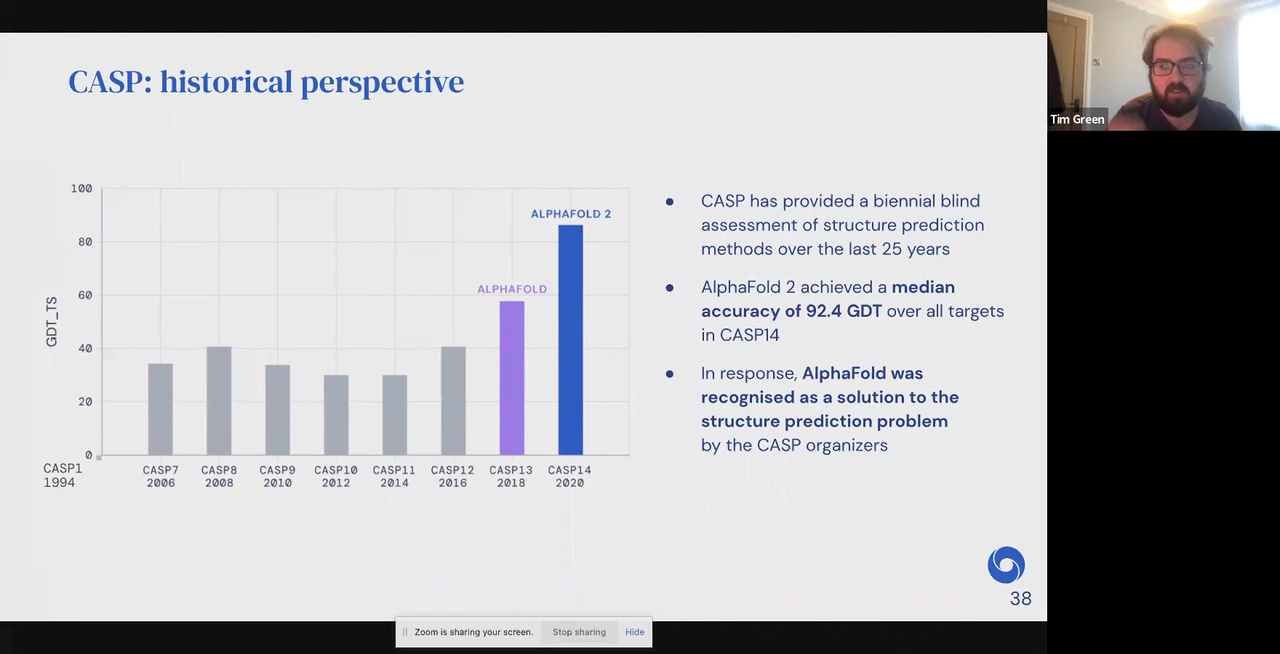 CASP: historical perspective
Tim Green
100
80
60
40
20
0
GDT_TS
ALPHAFOLD
ALPHAFOLD 2
CASP1
1994
CASP7
2006
CASP8
2008
CASP9
2010
CASP10
2012
CASP11
2014
CASP12
2016
CASP13
2018
CASP14
2020
● CASP has provided a biennial blind
assessment of structure prediction
methods over the last 25 years
● AlphaFold 2 achieved a median
accuracy of 92.4 GDT over all targets
in CASP14
● In response, AlphaFold was
recognised as a solution to the
structure prediction problem
by the CASP organizers
38
Zoom is sharing your screen. Stop sharing Hide